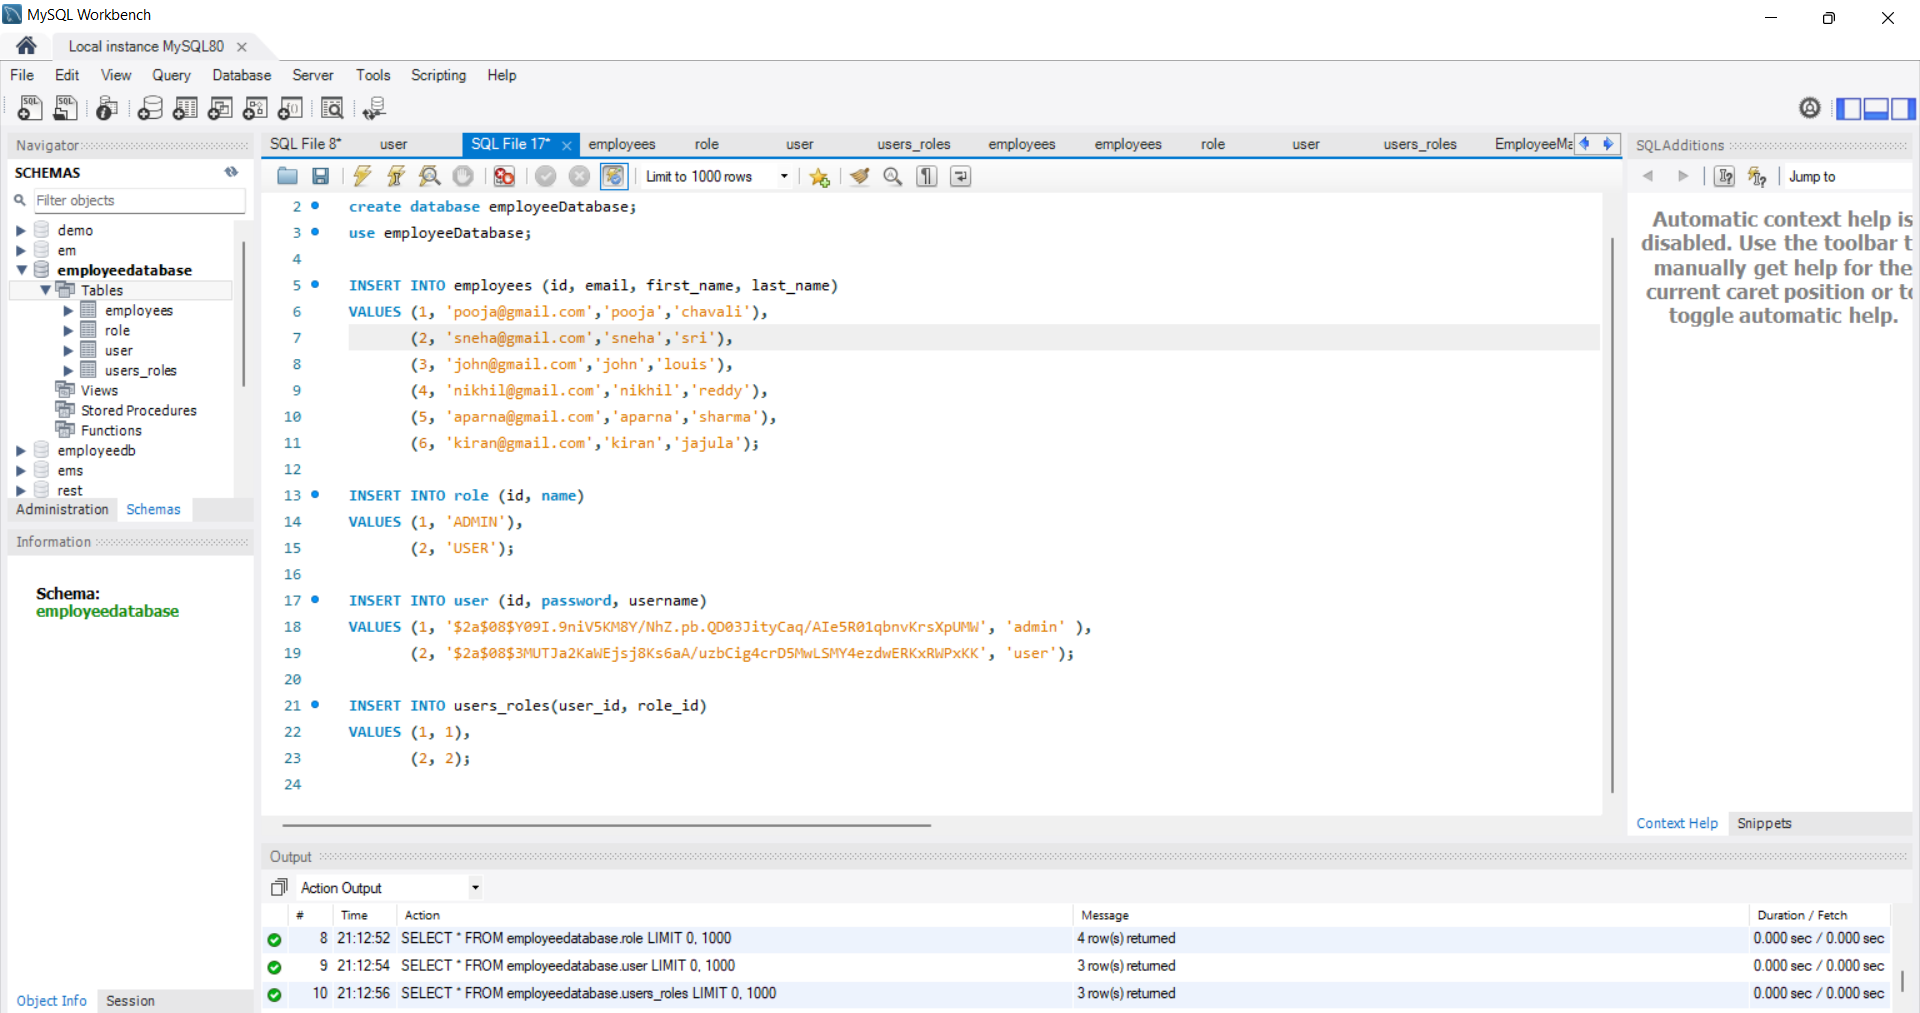 MySQL Workbench
Local instance MySQL80
File Edit View Query Database Server Tools Scripting Help
Navigator
SCHEMAS
Filter objects
demo
em
employeedatabase
Tables
employees
role
user
users_roles
Views
Stored Procedures
Functions
employeedb
ems
rest
Administration Schemas
Information
Schema:
employeedatabase
Object Info Session
SQL File 8* user SQL File 17* employees role user users_roles employees employees role user users_roles EmployeeMa
Limit to 1000 rows
2 create database employeeDatabase;
3 use employeeDatabase;
4
5 INSERT INTO employees (id, email, first_name, last_name)
6 VALUES (1, 'pooja@gmail.com','pooja','chavali'),
7 (2, 'sneha@gmail.com','sneha','sri'),
8 (3, 'john@gmail.com','john','louis'),
9 (4, 'nikhil@gmail.com','nikhil','reddy'),
10 (5, 'aparna@gmail.com','aparna','sharma'),
11 (6, 'kiran@gmail.com','kiran','jajula');
12
13 INSERT INTO role (id, name)
14 VALUES (1, 'ADMIN'),
15 (2, 'USER');
16
17 INSERT INTO user (id, password, username)
18 VALUES (1, '$2a$08$Y09I.9niV5KM8Y/NhZ.pb.QD03JityCaq/AIe5R01qbnvKrsXpUMW', 'admin' ),
19 (2, '$2a$08$3MUTJa2KaWEjsj8Ks6aA/uzbCig4crD5MwLSMY4ezdwERKxRWPxKK', 'user');
20
21 INSERT INTO users_roles(user_id, role_id)
22 VALUES (1, 1),
23 (2, 2);
24
SQLAdditions
Jump to
Automatic context help is
disabled. Use the toolbar t
manually get help for the
current caret position or to
toggle automatic help.
Context Help Snippets
Output
Action Output
# Time Action Message Duration / Fetch
8 21:12:52 SELECT * FROM employeedatabase.role LIMIT 0, 1000 4 row(s) returned 0.000 sec / 0.000 sec
9 21:12:54 SELECT * FROM employeedatabase.user LIMIT 0, 1000 3 row(s) returned 0.000 sec / 0.000 sec
10 21:12:56 SELECT * FROM employeedatabase.users_roles LIMIT 0, 1000 3 row(s) returned 0.000 sec / 0.000 sec